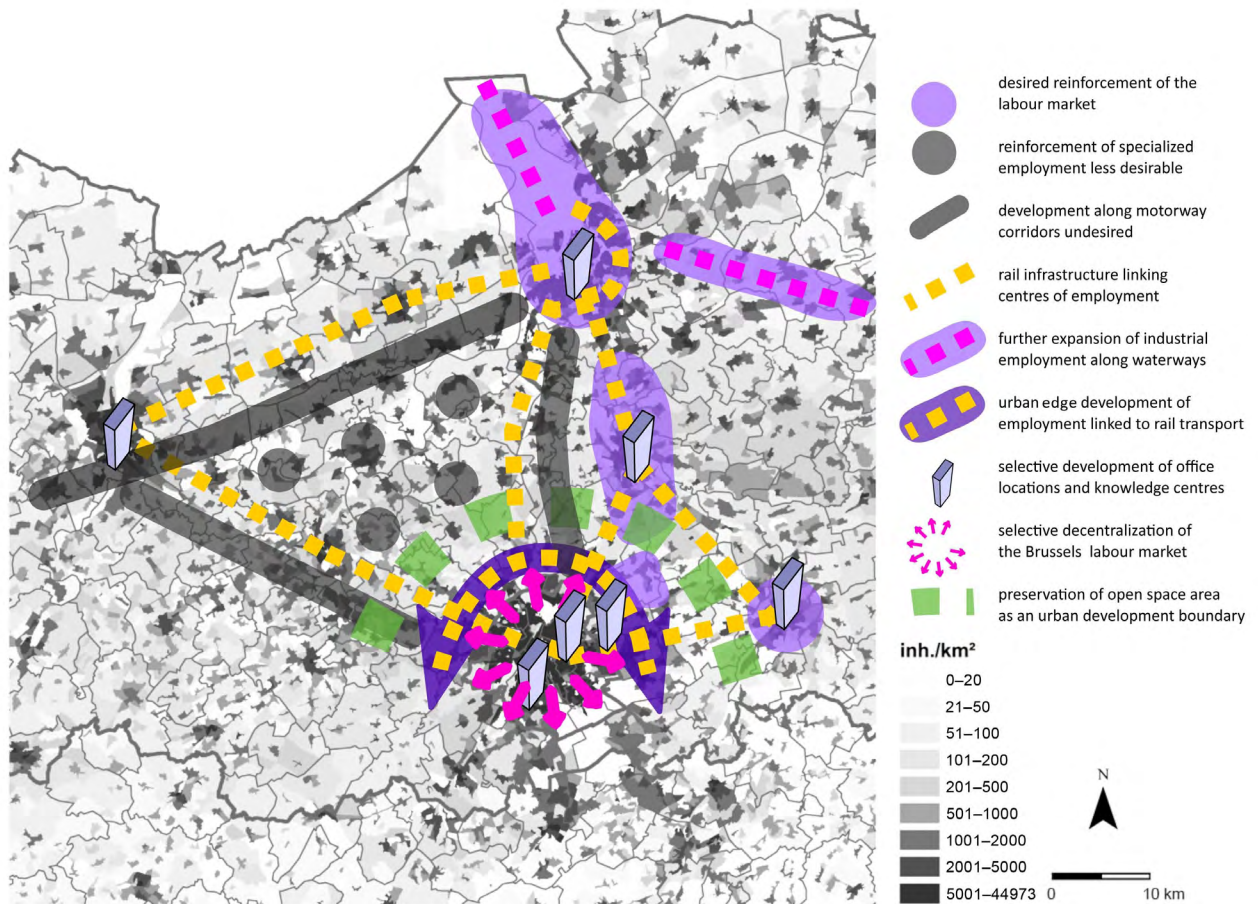 desired reinforcement of the
labour market
reinforcement of specialized
employment less desirable
development along motorway
corridors undesired
rail infrastructure linking
centres of employment
further expansion of industrial
employment along waterways
urban edge development of
employment linked to rail transport
selective development of office
locations and knowledge centres
selective decentralization of
the Brussels labour market
preservation of open space area
as an urban development boundary
inh./km²
0–20
21–50
51–100
101–200
201–500
501–1000
1001–2000
2001–5000
5001–44973
N
0 10 km